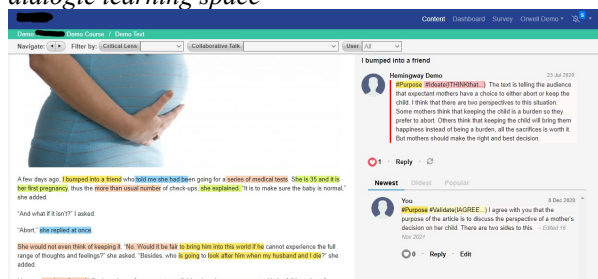 dialogic learning space
Content Dashboard Survey Orwell Demo
5
Demo Demo Course / Demo Text
Navigate: Filter by: Critical Lens Collaborative Talk User All
I bumped into a friend
Hemingway Demo 23 Jul 2020
#Purpose #Ideate(ITHINKthat...) The text is telling the audience
that expectant mothers have a choice to either abort or keep the
child. I think that there are two perspectives to this situation.
Some mothers think that keeping the child is a burden so they
prefer to abort. Others think that keeping the child will bring them
happiness instead of being a burden, all the sacrifices is worth it.
But mothers should make the right and best decision.
1 · Reply ·
Newest Oldest Popular
You 8 Dec 2020
#Purpose #Validate(IAGREE...) I agree with you that the
purpose of the article is to discuss the perspective of a mother's
decision on her child. There are two sides to this - Edited 16
Nov 2021
0 · Reply · Edit
A few days ago, I bumped into a friend who told me she had been going for a series of medical tests. She is 35 and it is
her first pregnancy, thus the more than usual number of check-ups, she explained. "It is to make sure the baby is normal,"
she added.
"And what if it isn't?" I asked.
"Abort," she replied at once.
She would not even think of keeping it. "No. Would it be fair to bring him into this world if he cannot experience the full
range of thoughts and feelings?" she asked. "Besides, who is going to look after him when my husband and I die?" she